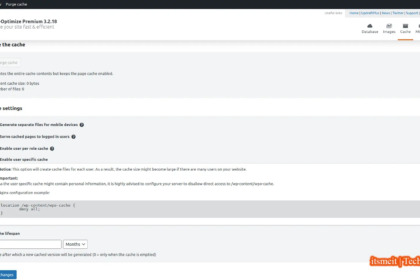 Purge cache
Optimize Premium 3.2.18
your site fast & efficient
Home | UpdraftPlus | News | Twitter | Support |
Database
Images
Cache
the cache
Purge cache
the entire cache contents but keeps the page cache enabled.
cache size: 0 bytes
of files: 0
settings
Generate separate files for mobile devices
Serve cached pages to logged in users
Enable user per role cache
Enable user specific cache
Notice: This option will create cache files for each user. As a result, the cache size might become large if there are many users on your website.
Important:
the user specific cache might contain personal information. It is highly advised to configure your server to disallow direct access to /wp-content/wpo-cache.
configuration example:
location /wp-content/wpo-cache {
deny all;
}
lifespan
Months
after which a new cached version will be generated (0 = only when the cache is emptied)
changes
itsmeit Tech